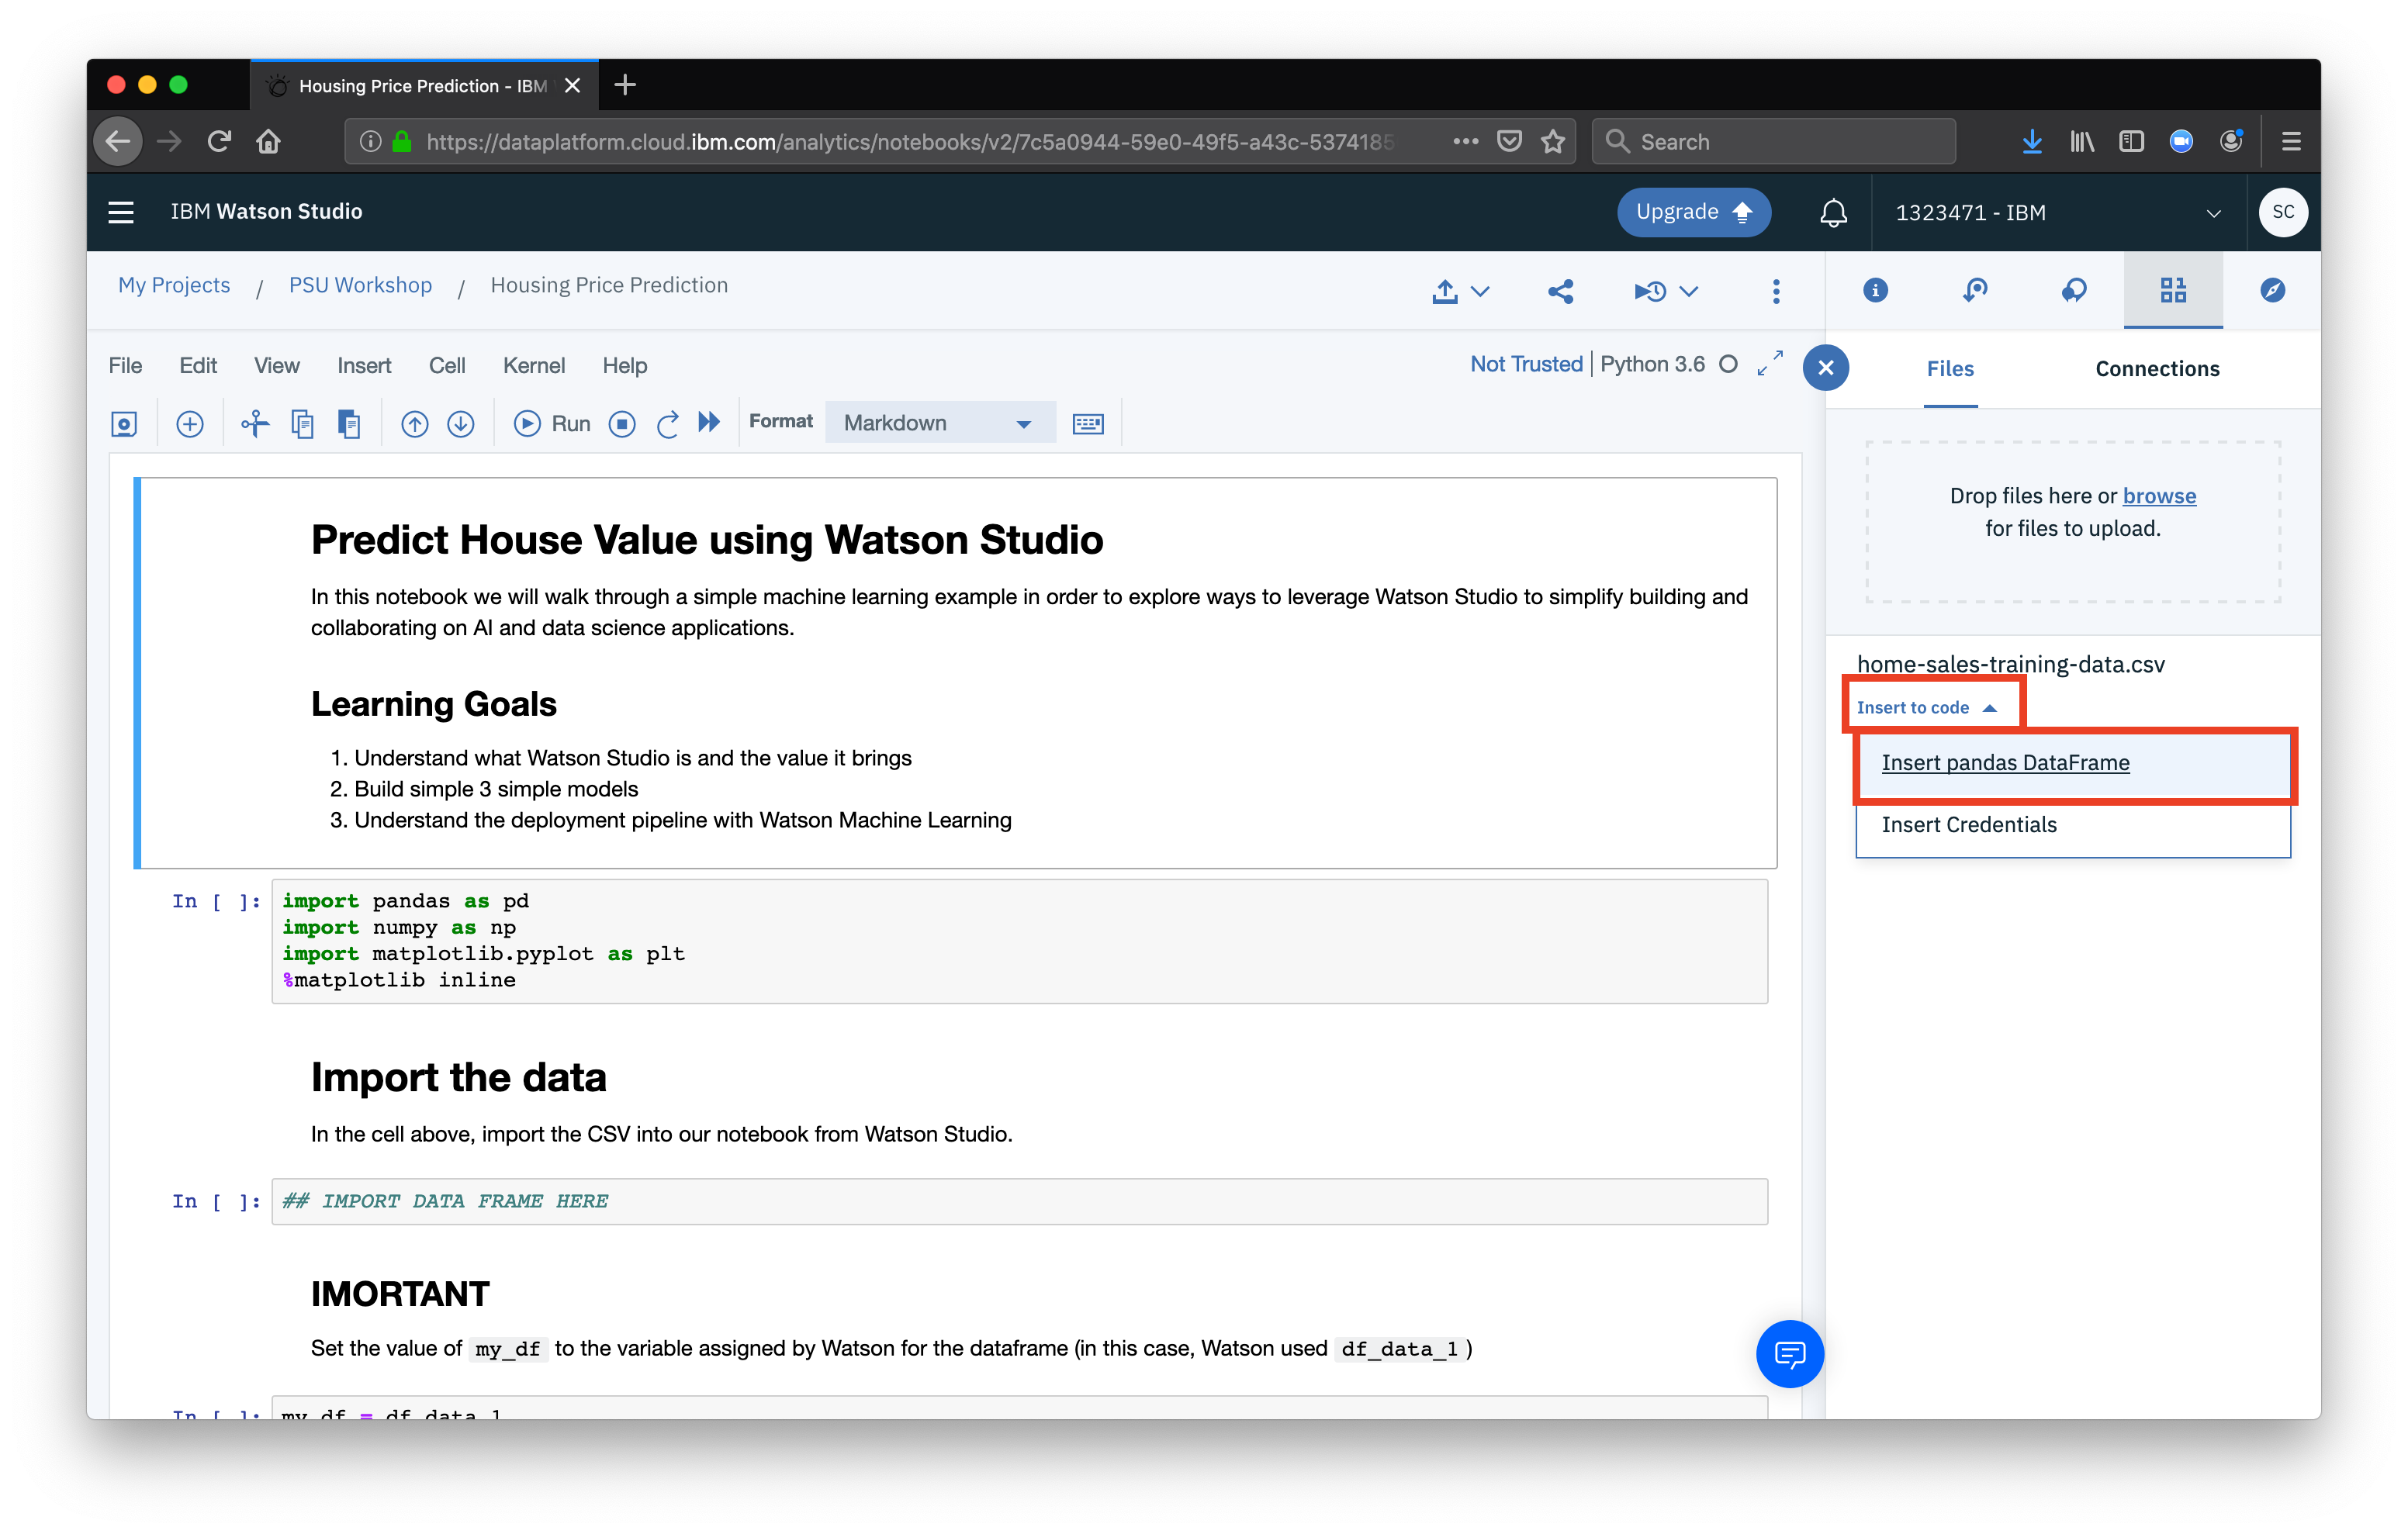 Housing Price Prediction - IBM
https://dataplatform.cloud.ibm.com/analytics/notebooks/v2/7c5a0944-59e0-49f5-a43c-5374185
Search
IBM Watson Studio
Upgrade
1323471 - IBM
SC
My Projects / PSU Workshop / Housing Price Prediction
File Edit View Insert Cell Kernel Help
Not Trusted | Python 3.6
Run
Format
Markdown
Predict House Value using Watson Studio
In this notebook we will walk through a simple machine learning example in order to explore ways to leverage Watson Studio to simplify building and
collaborating on AI and data science applications.
Learning Goals
1. Understand what Watson Studio is and the value it brings
2. Build simple 3 simple models
3. Understand the deployment pipeline with Watson Machine Learning
In [ ]:
import pandas as pd
import numpy as np
import matplotlib.pyplot as plt
%matplotlib inline
Import the data
In the cell above, import the CSV into our notebook from Watson Studio.
In [ ]:
## IMPORT DATA FRAME HERE
IMORTANT
Set the value of my_df to the variable assigned by Watson for the dataframe (in this case, Watson used df_data_1 )
In [ ]:
my_df = df_data_1
Files
Connections
Drop files here or browse
for files to upload.
home-sales-training-data.csv
Insert to code
Insert pandas DataFrame
Insert Credentials